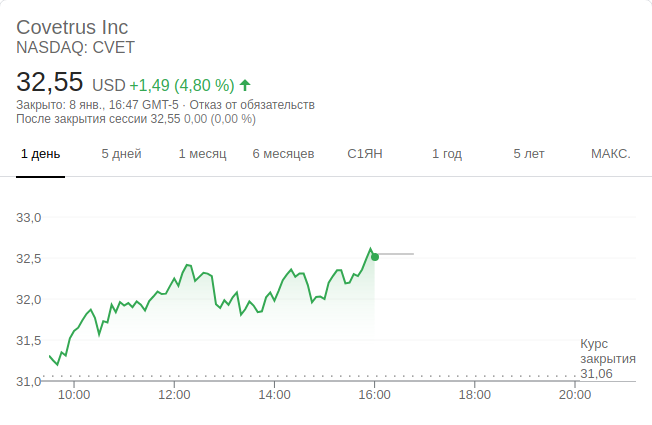 Covetrus Inc
NASDAQ: CVET
32,55 USD +1,49 (4,80 %)
Закрыто: 8 янв., 16:47 GMT-5 · Отказ от обязательств
После закрытия сессии 32,55 0,00 (0,00 %)
1 день 5 дней 1 месяц 6 месяцев С1ЯН 1 год 5 лет МАКС.
33,0
32,5
32,0
31,5
Курс
закрытия
31,06
31,0
10:00 12:00 14:00 16:00 18:00 20:00